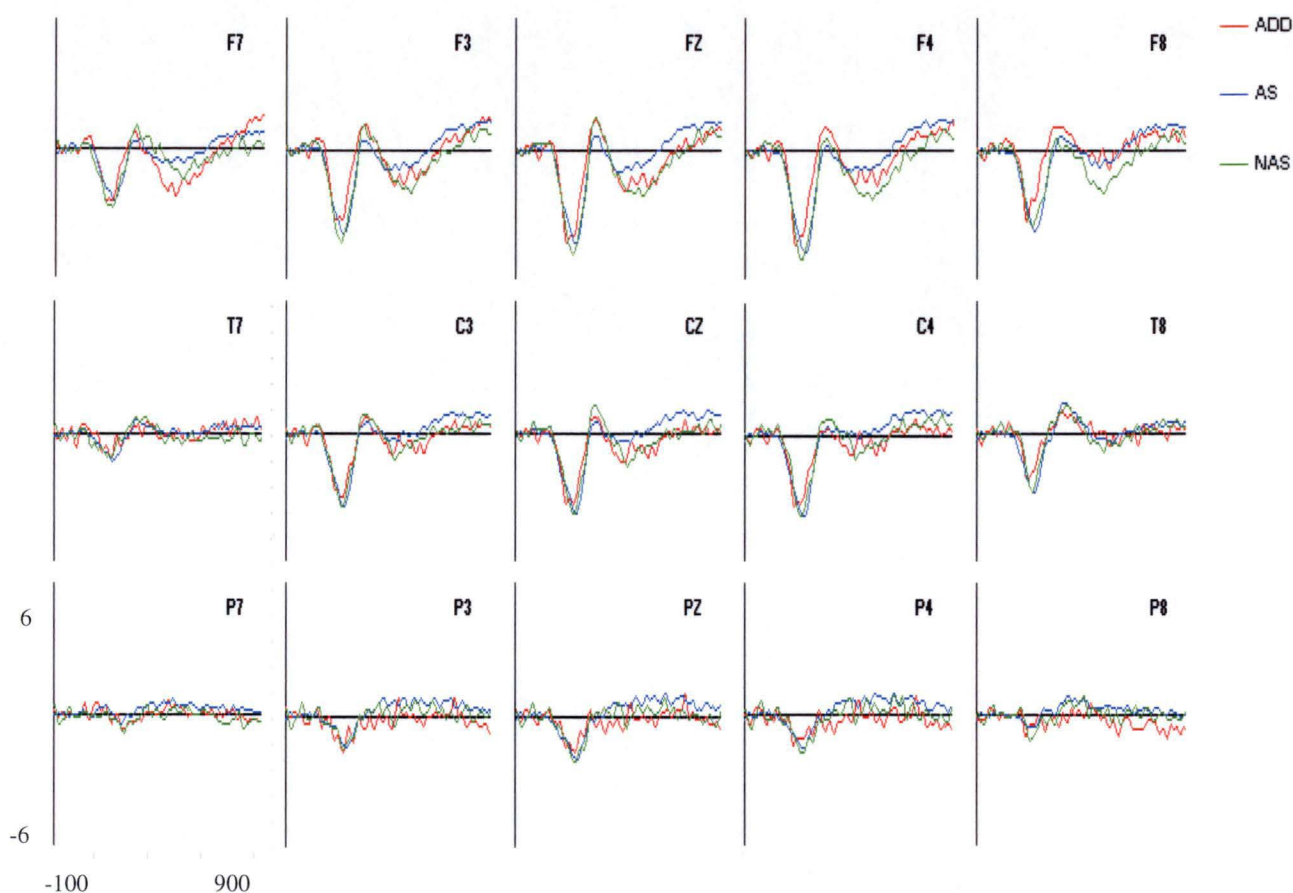 F7 F3 FZ F4 F8
ADD
AS
NAS
T7 C3 CZ C4 T8
P7 P3 PZ P4 P8
6
-6
-100 900